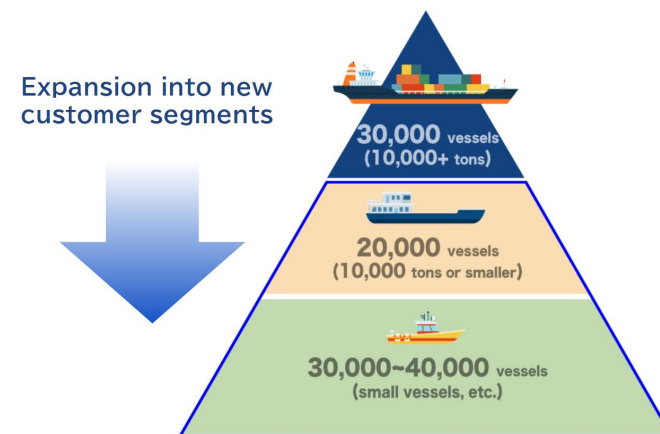 Expansion into new
customer segments
30,000 vessels
(10,000+ tons)
20,000 vessels
(10,000 tons or smaller)
30,000~40,000 vessels
(small vessels, etc.)